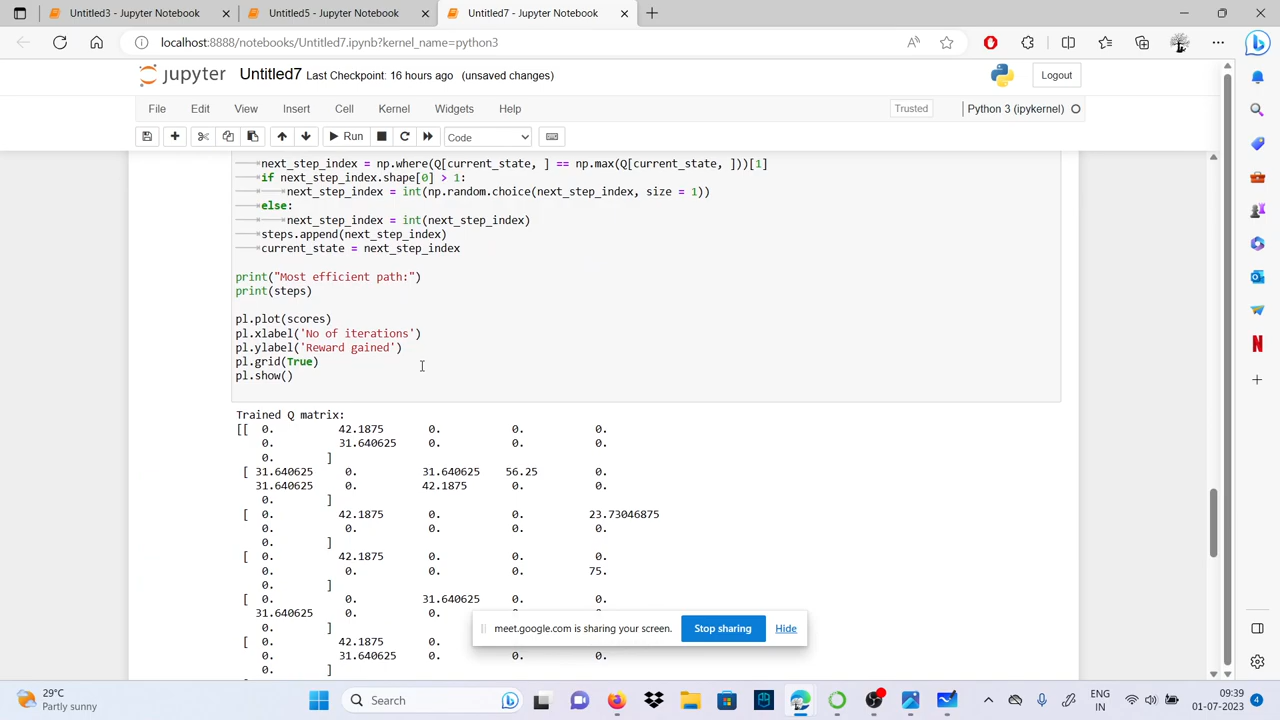 Untitled3 - Jupyter Notebook
Untitled5 - Jupyter Notebook
Untitled7 - Jupyter Notebook
localhost:8888/notebooks/Untitled7.ipynb?kernel_name=python3
jupyter Untitled7 Last Checkpoint: 16 hours ago (unsaved changes)
Logout
File Edit View Insert Cell Kernel Widgets Help
Trusted
Python 3 (ipykernel)
Run
Code
next_step_index = np.where(Q[current_state, ] == np.max(Q[current_state, ]))[1]
if next_step_index.shape[0] > 1:
next_step_index = int(np.random.choice(next_step_index, size = 1))
else:
next_step_index = int(next_step_index)
steps.append(next_step_index)
current_state = next_step_index
print("Most efficient path:")
print(steps)
pl.plot(scores)
pl.xlabel('No of iterations')
pl.ylabel('Reward gained')
pl.grid(True)
pl.show()
Trained Q matrix:
[[ 0. 42.1875 0. 0. 0.
0. 31.640625 0. 0. 0.
0. ]
[ 31.640625 0. 31.640625 56.25 0.
31.640625 0. 42.1875 0. 0.
0. ]
[ 0. 42.1875 0. 0. 23.73046875
0. 0. 0. 0. 0.
0. ]
[ 0. 42.1875 0. 0. 0.
0. 0. 0. 0. 75.
0. ]
[ 0. 0. 31.640625 0. 0.
31.640625 0. 0.
0. ]
[ 0. 42.1875 0. 0. 0.
0. 31.640625 0. 0. 0.
0. ]
meet.google.com is sharing your screen.
Stop sharing
Hide
29°C
Partly sunny
Search
ENG
IN
09:39
01-07-2023
4